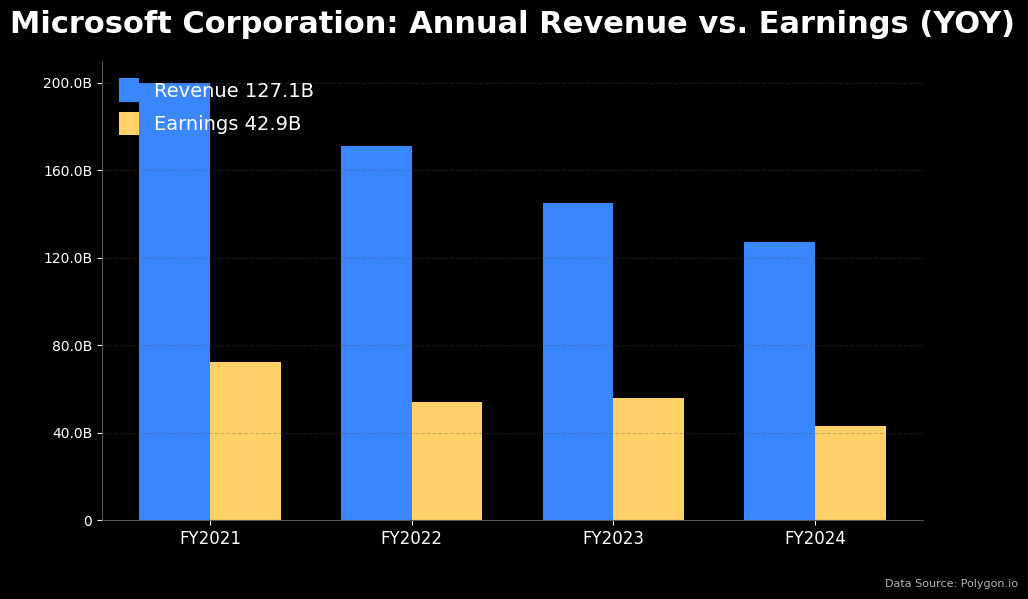 Microsoft Corporation: Annual Revenue vs. Earnings (YOY)
200.0B
160.0B
120.0B
80.0B
40.0B
0
Revenue 127.1B
Earnings 42.9B
FY2021
FY2022
FY2023
FY2024
Data Source: Polygon.io